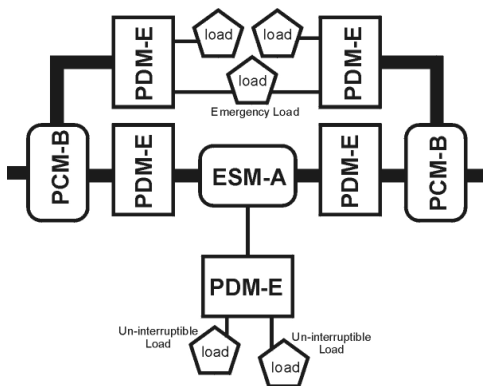 PDM-E
load
load
PDM-E
load
Emergency Load
PCM-B
PDM-E
ESM-A
PDM-E
PCM-B
PDM-E
Un-interruptible
Load
load
Un-interruptible
Load
load